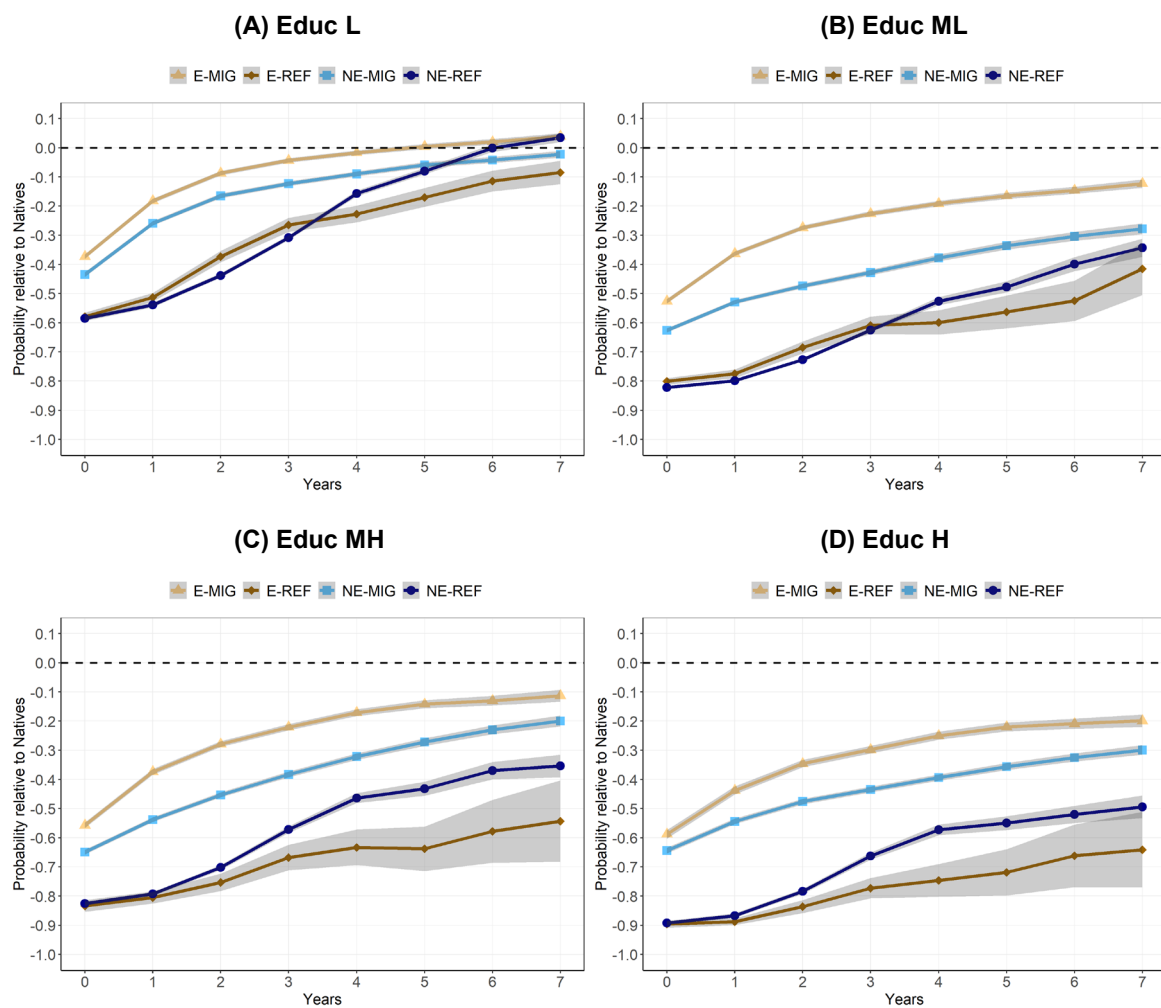 (A) Educ L
E-MIG E-REF NE-MIG NE-REF
Probability relative to Natives
0.1
0.0
-0.1
-0.2
-0.3
-0.4
-0.5
-0.6
-0.7
-0.8
-0.9
-1.0
0 1 2 3 4 5 6 7
Years
(B) Educ ML
E-MIG E-REF NE-MIG NE-REF
Probability relative to Natives
0.1
0.0
-0.1
-0.2
-0.3
-0.4
-0.5
-0.6
-0.7
-0.8
-0.9
-1.0
0 1 2 3 4 5 6 7
Years
(C) Educ MH
E-MIG E-REF NE-MIG NE-REF
Probability relative to Natives
0.1
0.0
-0.1
-0.2
-0.3
-0.4
-0.5
-0.6
-0.7
-0.8
-0.9
-1.0
0 1 2 3 4 5 6 7
Years
(D) Educ H
E-MIG E-REF NE-MIG NE-REF
Probability relative to Natives
0.1
0.0
-0.1
-0.2
-0.3
-0.4
-0.5
-0.6
-0.7
-0.8
-0.9
-1.0
0 1 2 3 4 5 6 7
Years